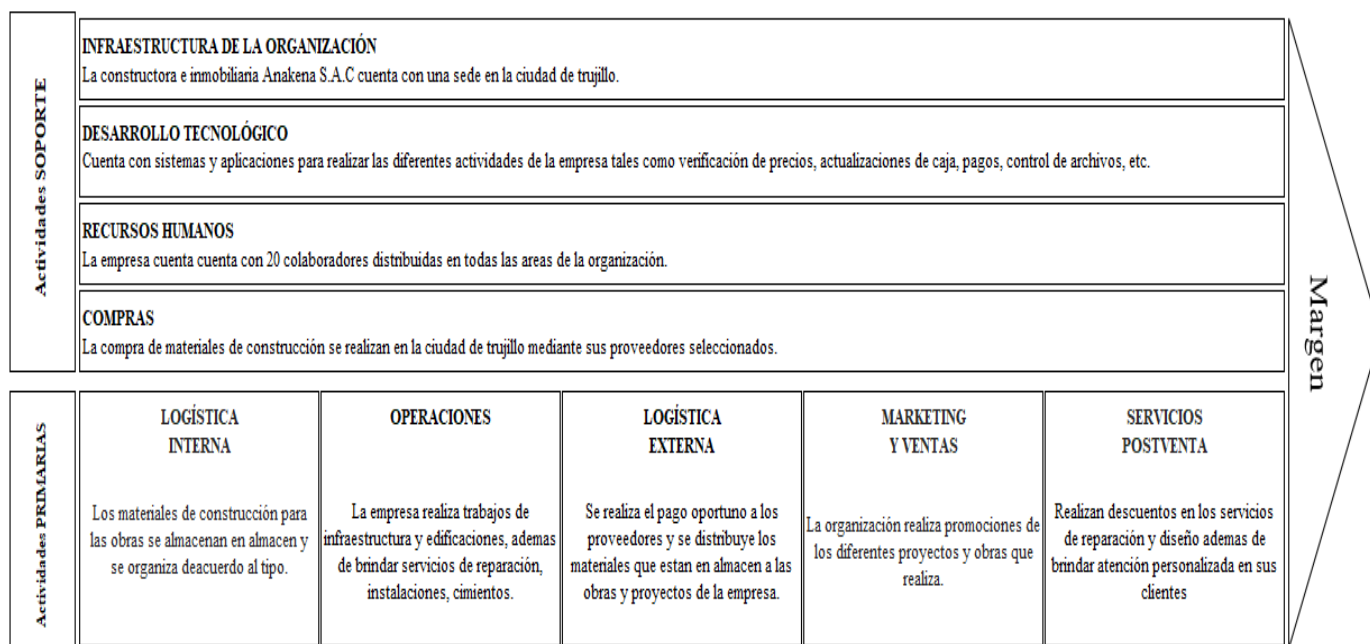 Actividades SOPORTE
INFRAESTRUCTURA DE LA ORGANIZACIÓN
La constructora e inmobiliaria Anakena S.A.C cuenta con una sede en la ciudad de trujillo.
DESARROLLO TECNOLÓGICO
Cuenta con sistemas y aplicaciones para realizar las diferentes actividades de la empresa tales como verificación de precios, actualizaciones de caja, pagos, control de archivos, etc.
RECURSOS HUMANOS
La empresa cuenta cuenta con 20 colaboradores distribuidas en todas las areas de la organización.
COMPRAS
La compra de materiales de construcción se realizan en la ciudad de trujillo mediante sus proveedores seleccionados.
Margen
Actividades PRIMARIAS
LOGÍSTICA
INTERNA
Los materiales de construcción para
las obras se almacenan en almacen y
se organiza deacuerdo al tipo.
OPERACIONES
La empresa realiza trabajos de
infraestructura y edificaciones, ademas
de brindar servicios de reparación,
instalaciones, cimientos.
LOGÍSTICA
EXTERNA
Se realiza el pago oportuno a los
proveedores y se distribuye los
materiales que estan en almacen a las
obras y proyectos de la empresa.
MARKETING
Y VENTAS
La organización realiza promociones de
los diferentes proyectos y obras que
realiza.
SERVICIOS
POSTVENTA
Realizan descuentos en los servicios
de reparación y diseño ademas de
brindar atención personalizada en sus
clientes